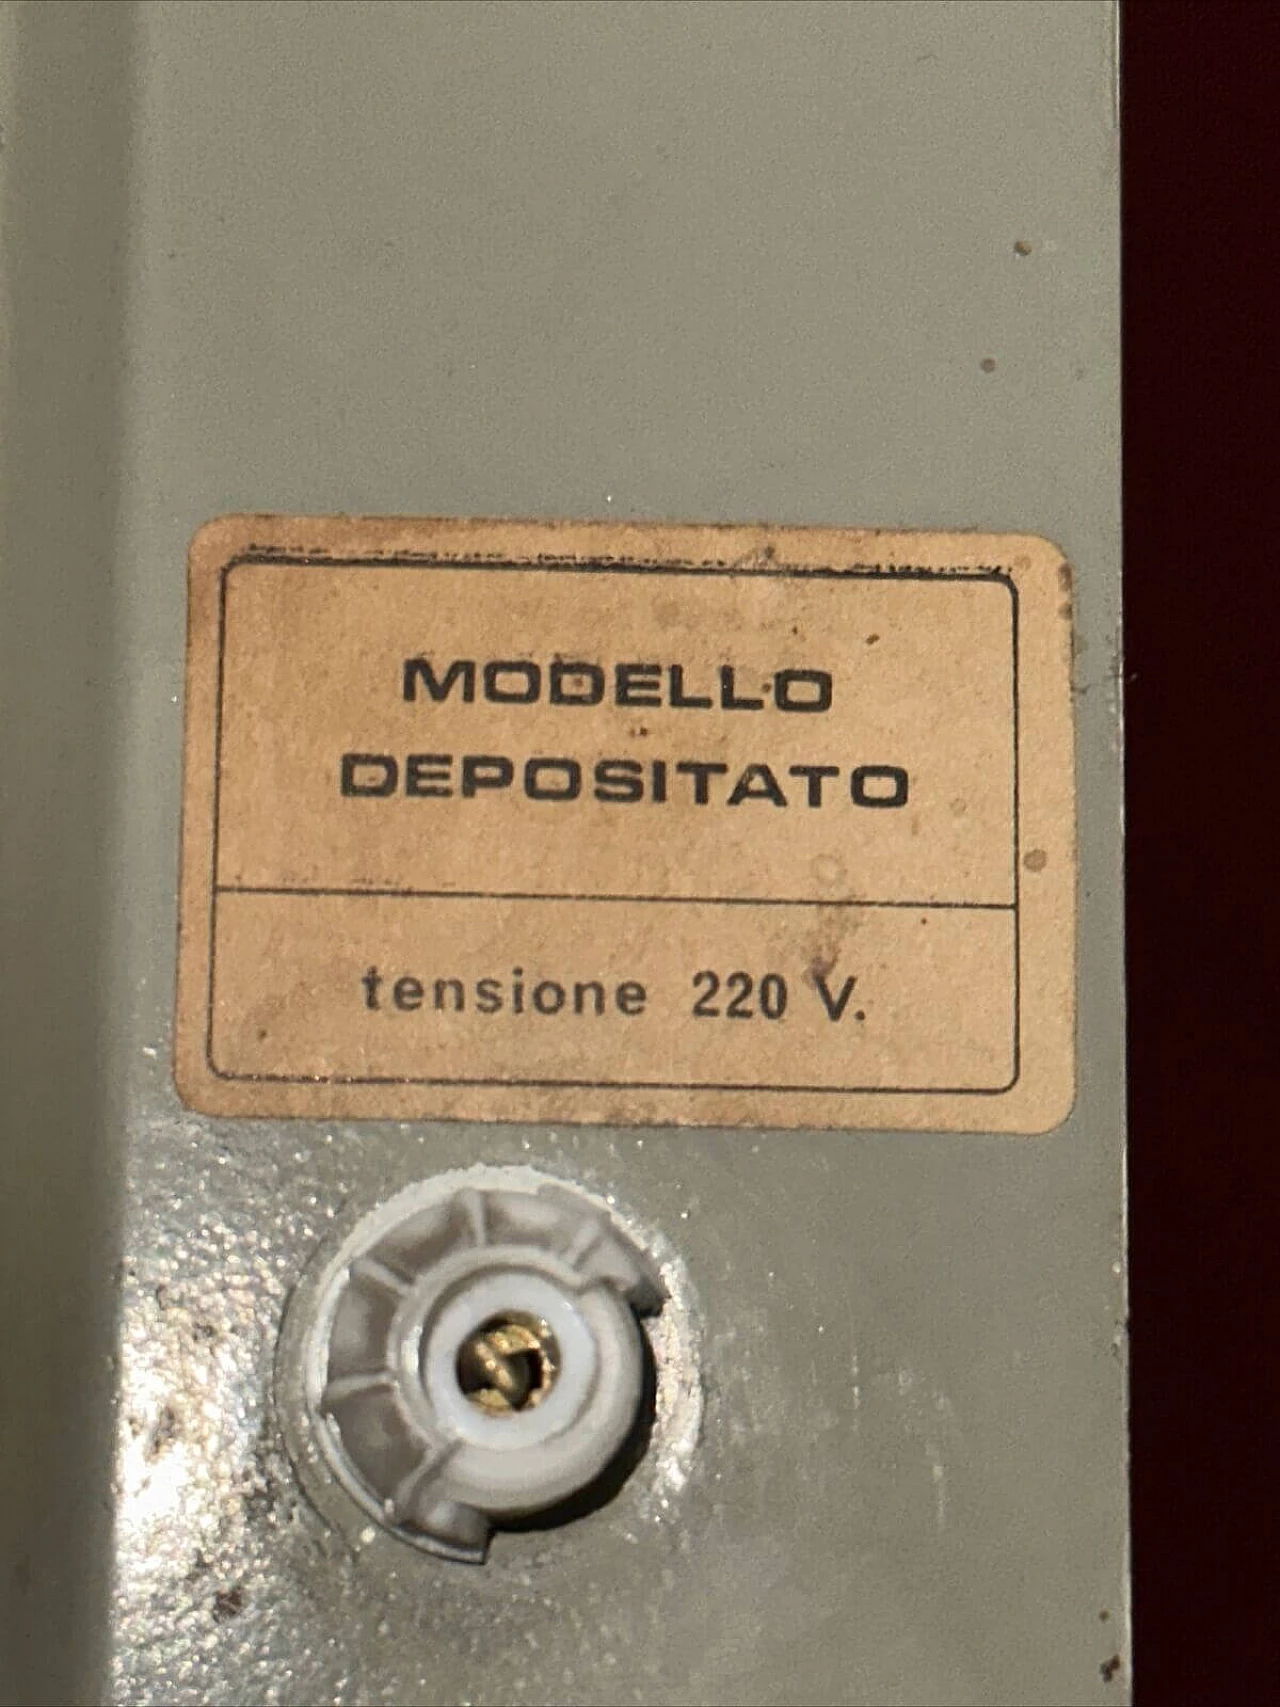 MODELLO
DEPOSITATO
tensione 220 V.